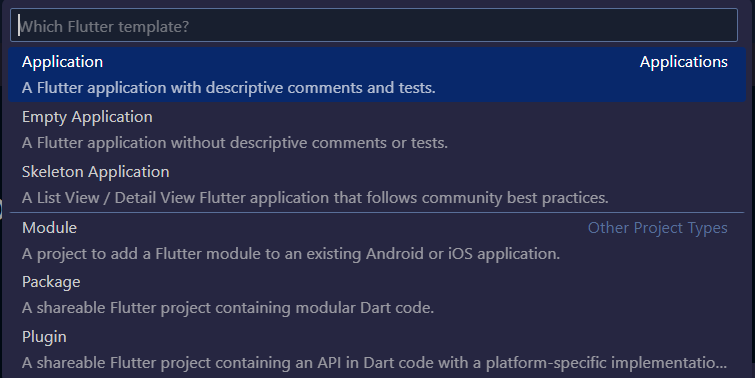 Which Flutter template?
Application Applications
A Flutter application with descriptive comments and tests.
Empty Application
A Flutter application without descriptive comments or tests.
Skeleton Application
A List View / Detail View Flutter application that follows community best practices.
Module Other Project Types
A project to add a Flutter module to an existing Android or iOS application.
Package
A shareable Flutter project containing modular Dart code.
Plugin
A shareable Flutter project containing an API in Dart code with a platform-specific implementatio...